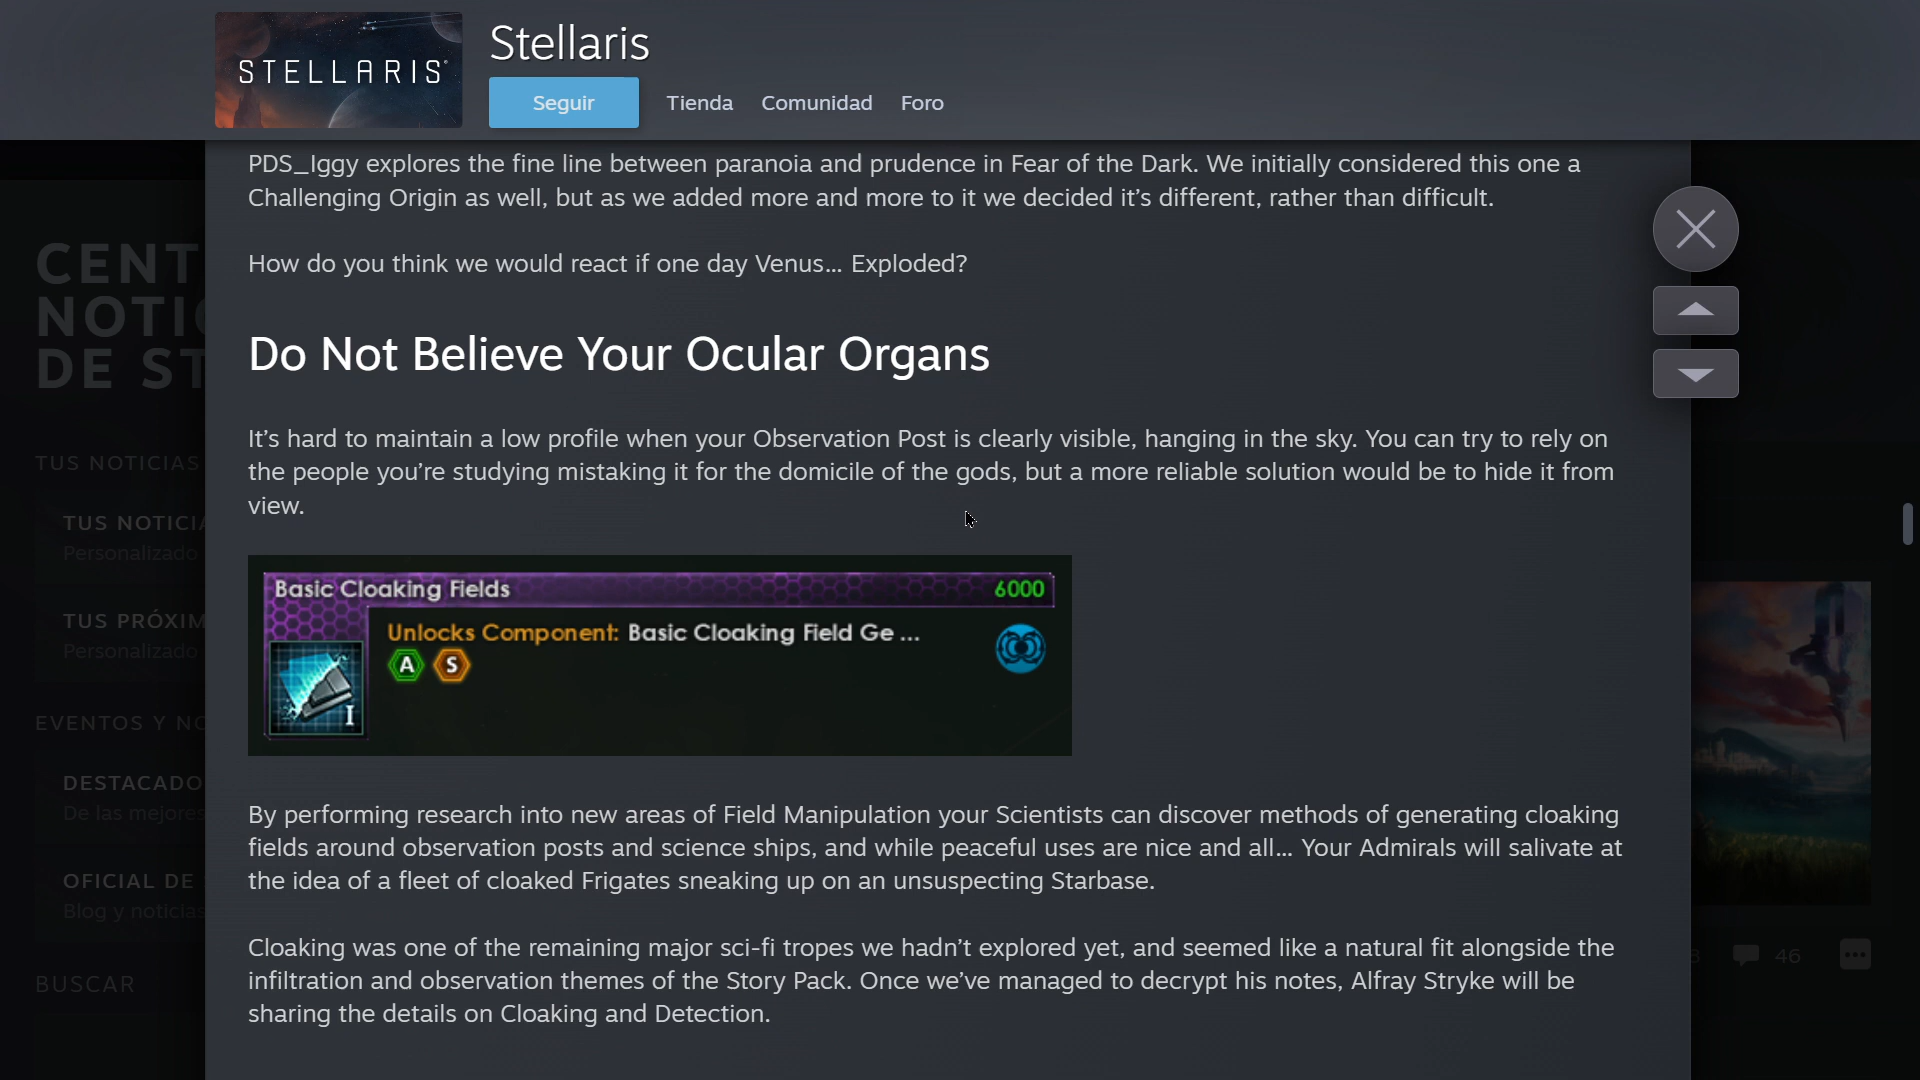 STELLARIS
Stellaris
Seguir
Tienda
Comunidad
Foro
PDS_Iggy explores the fine line between paranoia and prudence in Fear of the Dark. We initially considered this one a
Challenging Origin as well, but as we added more and more to it we decided it’s different, rather than difficult.
How do you think we would react if one day Venus... Exploded?
Do Not Believe Your Ocular Organs
It’s hard to maintain a low profile when your Observation Post is clearly visible, hanging in the sky. You can try to rely on
the people you’re studying mistaking it for the domicile of the gods, but a more reliable solution would be to hide it from
view.
Basic Cloaking Fields
6000
Unlocks Component: Basic Cloaking Field Ge ...
A S
I
By performing research into new areas of Field Manipulation your Scientists can discover methods of generating cloaking
fields around observation posts and science ships, and while peaceful uses are nice and all... Your Admirals will salivate at
the idea of a fleet of cloaked Frigates sneaking up on an unsuspecting Starbase.
Cloaking was one of the remaining major sci-fi tropes we hadn’t explored yet, and seemed like a natural fit alongside the
infiltration and observation themes of the Story Pack. Once we’ve managed to decrypt his notes, Alfray Stryke will be
sharing the details on Cloaking and Detection.
CENT
NOTIC
DE ST
TUS NOTICIAS
TUS NOTICIA
Personalizado
TUS PRÓXIM
Personalizado
EVENTOS Y NO
DESTACADO
De las mejores
OFICIAL DE
Blog y noticias
BUSCAR
46